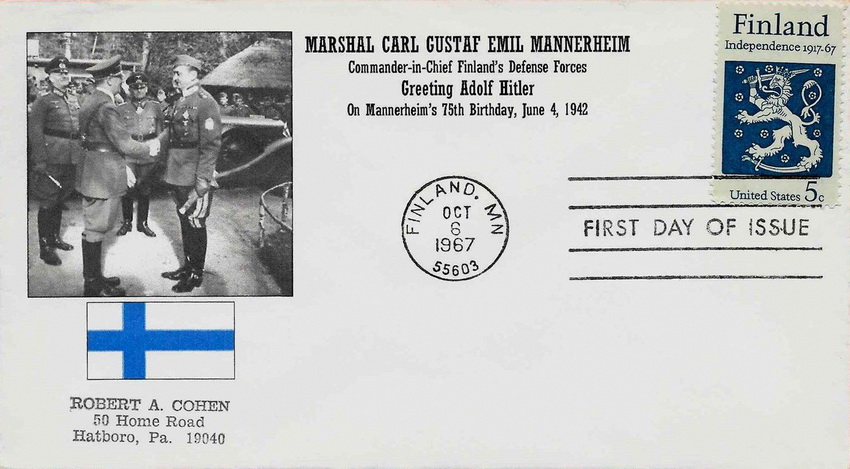 MARSHAL CARL GUSTAF EMIL MANNERHEIM
Commander-in-Chief Finland's Defense Forces
Greeting Adolf Hitler
On Mannerheim's 75th Birthday, June 4, 1942
Finland
Independence 1917-67
United States 5c
FINLAND. MN
OCT
6
1967
55603
FIRST DAY OF ISSUE
ROBERT A. COHEN
50 Home Road
Hatboro, Pa. 19040